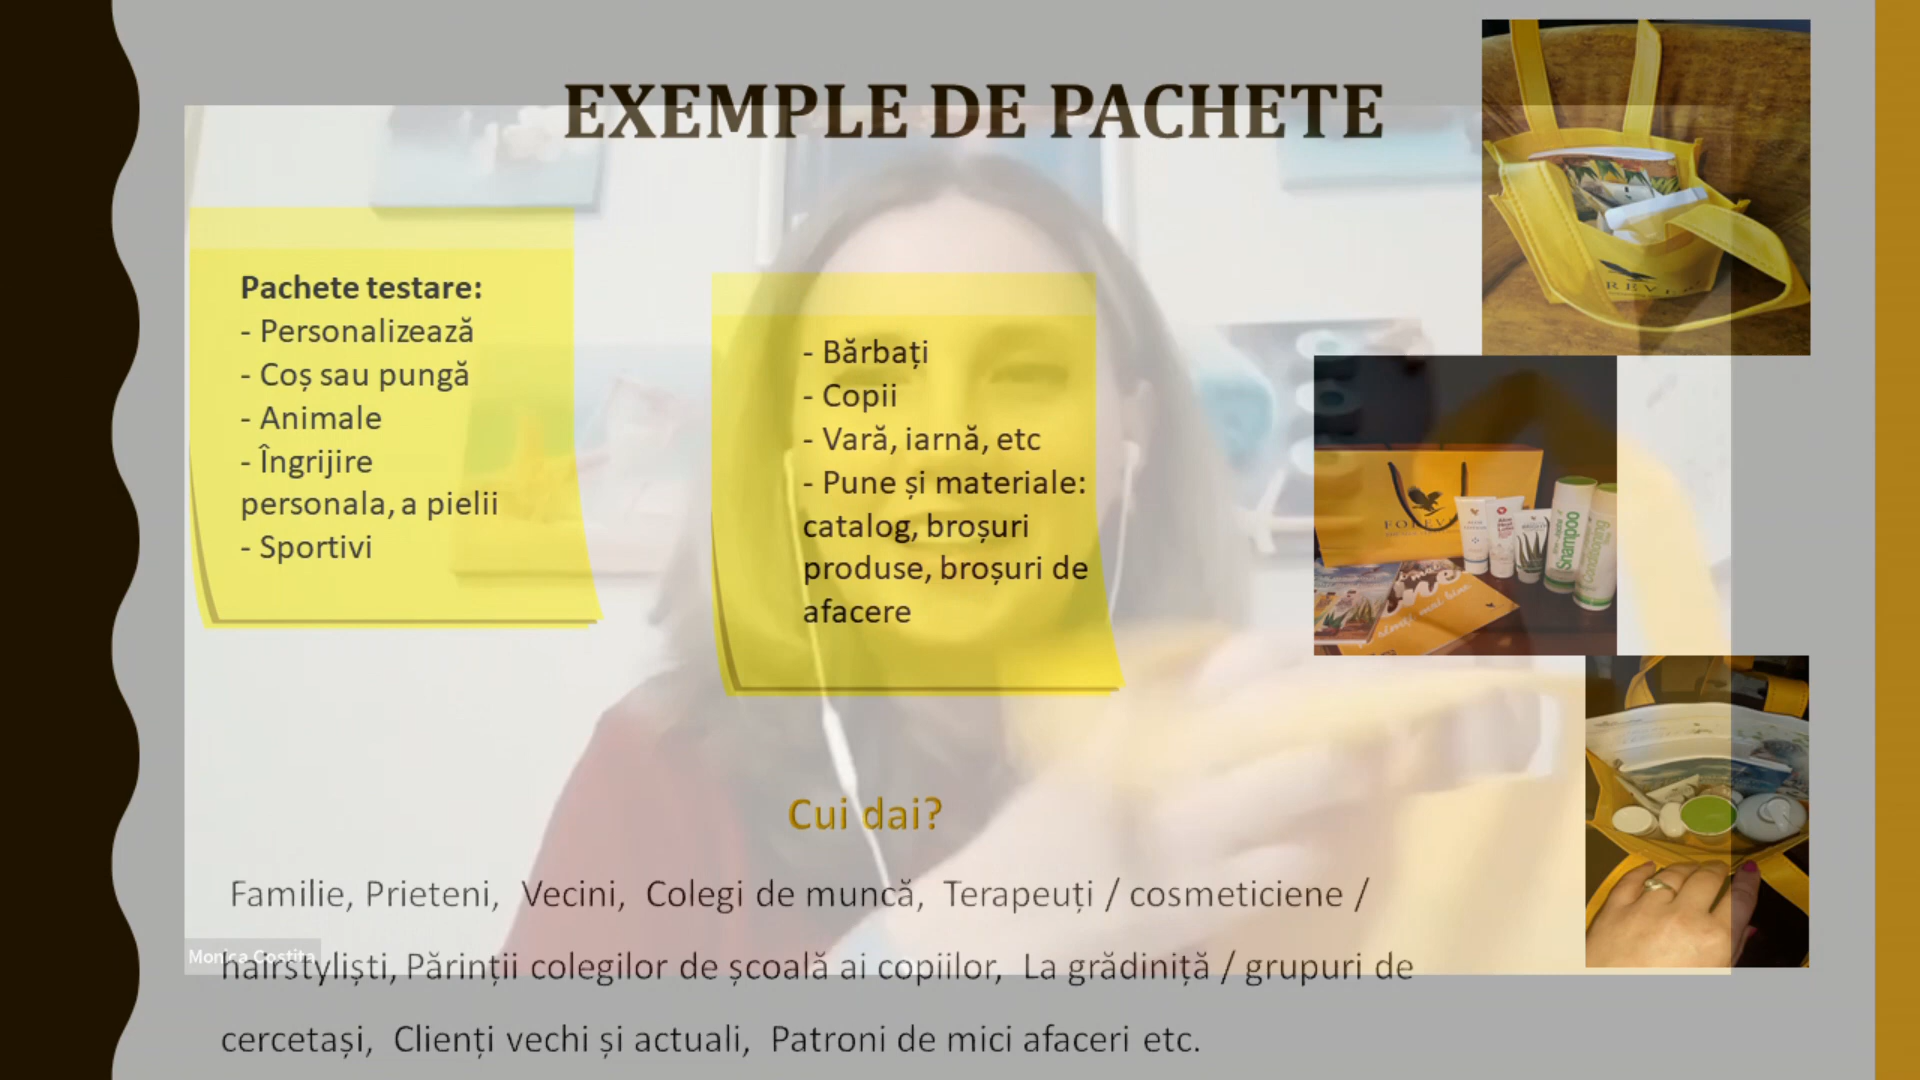 EXEMPLE DE PACHETE
Pachete testare:
- Personalizează
- Coș sau pungă
- Animale
- Îngrijire
personala, a pielii
- Sportivi
- Bărbați
- Copii
- Vară, iarnă, etc
- Pune și materiale:
catalog, broșuri
produse, broșuri de
afacere
FOREVER
Shampoo
Conditioning
Cui dai?
Familie, Prieteni, Vecini, Colegi de muncă, Terapeuți / cosmeticiene /
hairstyliști, Părinții colegilor de școală ai copiilor, La grădiniță / grupuri de
cercetași, Clienți vechi și actuali, Patroni de mici afaceri etc.
Monica Costita